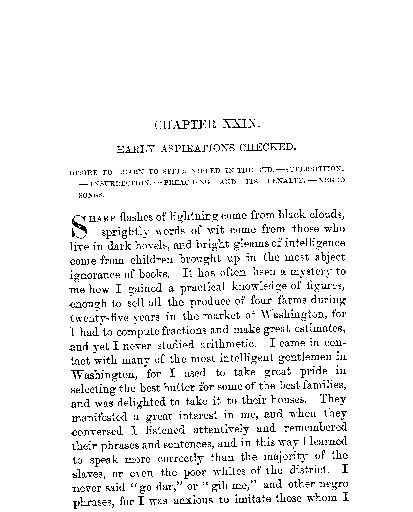 CHAPTER XXIX.
EARLY ASPIRATIONS CHECKED.
DESIRE TO LEARN TO SPELL NIPPED IN THE BUD.—SUPERSTITION.
—INSURRECTION.—PREACHING AND ITS PENALTY.—NEGRO
SONGS.
SHARP flashes of lightning come from black clouds,
sprightly words of wit come from those who
live in dark hovels, and bright gleams of intelligence
come from children brought up in the most abject
ignorance of books. It has often been a mystery to
me how I gained a practical knowledge of figures,
enough to sell all the produce of four farms during
twenty-five years in the market of Washington, for
I had to compute fractions and make great estimates,
and yet I never studied arithmetic. I came in con-
tact with many of the most intelligent gentlemen in
Washington, for I used to take great pride in
selecting the best butter for some of the best families,
and was delighted to take it to their houses. They
manifested a great interest in me, and when they
conversed I listened attentively and remembered
their phrases and sentences, and in this way I learned
to speak more correctly than the majority of the
slaves, or even the poor whites of the district. I
never said "go dar," or "gib me," and other negro
phrases, for I was anxious to imitate those whom I